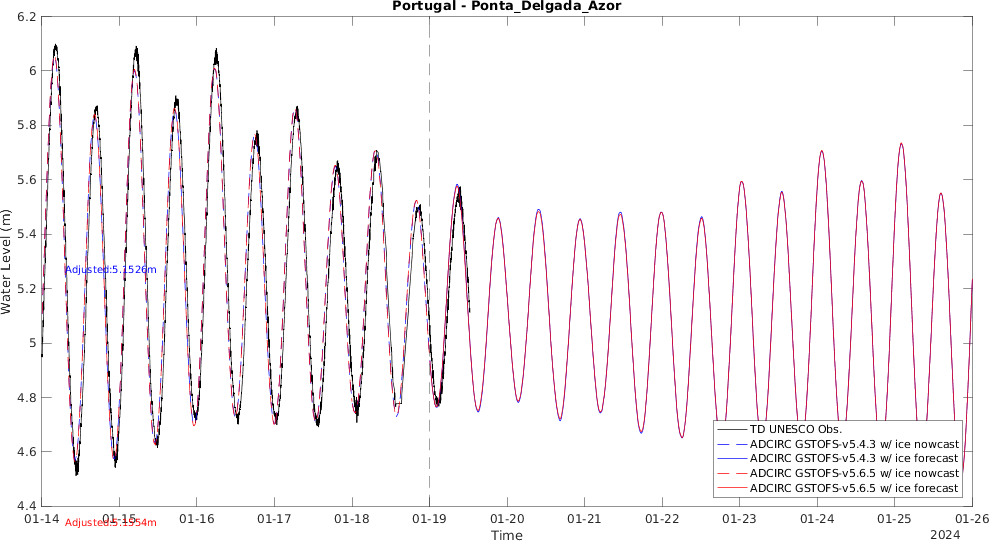 Portugal - Ponta_Delgada_Azor
Water Level (m)
6.2
6
5.8
5.6
5.4
5.2
5
4.8
4.6
4.4
Adjusted:5.1526m
Adjusted:5.1554m
TD UNESCO Obs.
ADCIRC GSTOFS-v5.4.3 w/ ice nowcast
ADCIRC GSTOFS-v5.4.3 w/ ice forecast
ADCIRC GSTOFS-v5.6.5 w/ ice nowcast
ADCIRC GSTOFS-v5.6.5 w/ ice forecast
01-14 01-15 01-16 01-17 01-18 01-19 01-20 01-21 01-22 01-23 01-24 01-25 01-26
Time
2024